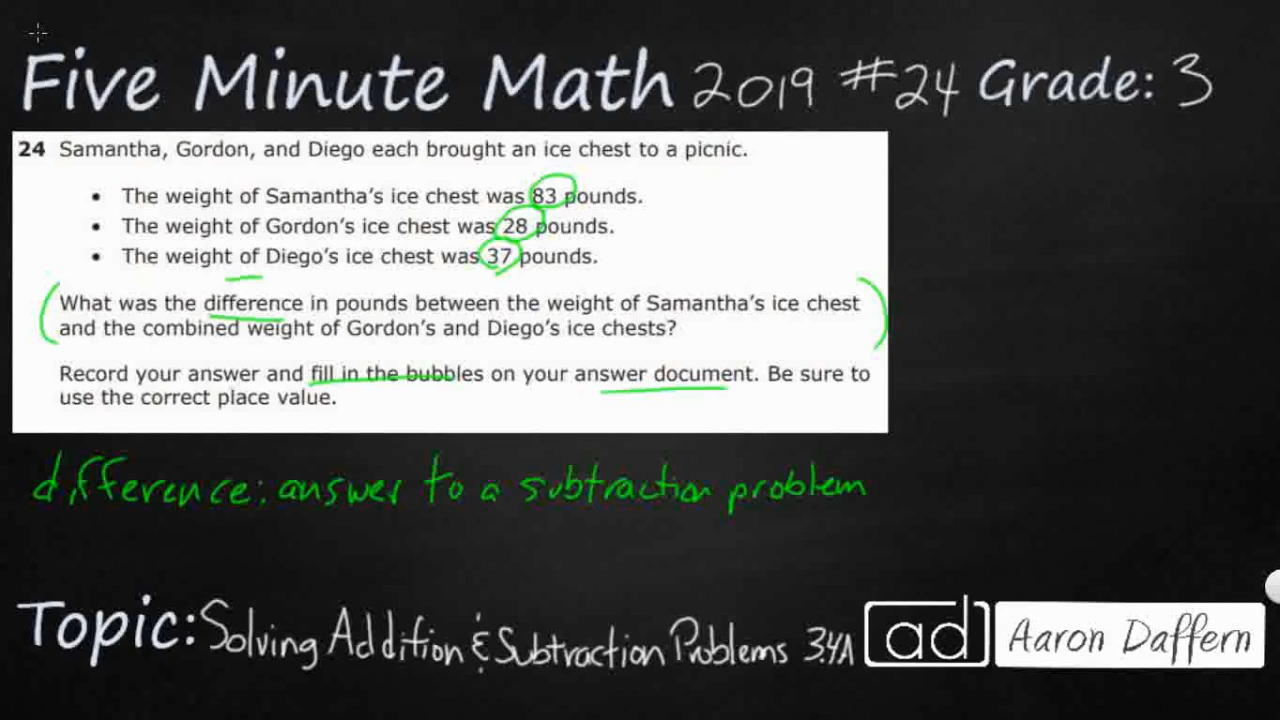 Five Minute Math 2019 #24 Grade: 3
24 Samantha, Gordon, and Diego each brought an ice chest to a picnic.
• The weight of Samantha's ice chest was 83 pounds.
• The weight of Gordon's ice chest was 28 pounds.
• The weight of Diego's ice chest was 37 pounds.
What was the difference in pounds between the weight of Samantha's ice chest
and the combined weight of Gordon's and Diego's ice chests?
Record your answer and fill in the bubbles on your answer document. Be sure to
use the correct place value.
difference: answer to a subtraction problem
Topic: Solving Addition & Subtraction Problems 3.4A ad Aaron Daffern